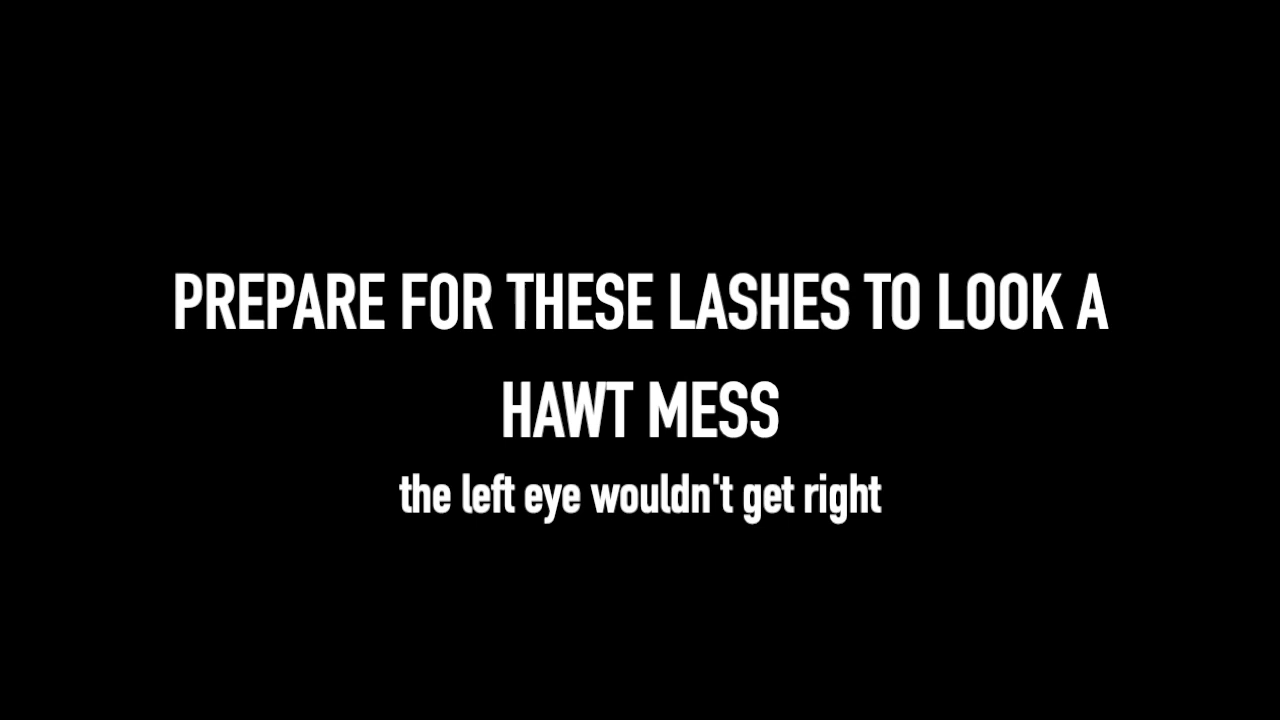 PREPARE FOR THESE LASHES TO LOOK A
HAWT MESS
the left eye wouldn't get right